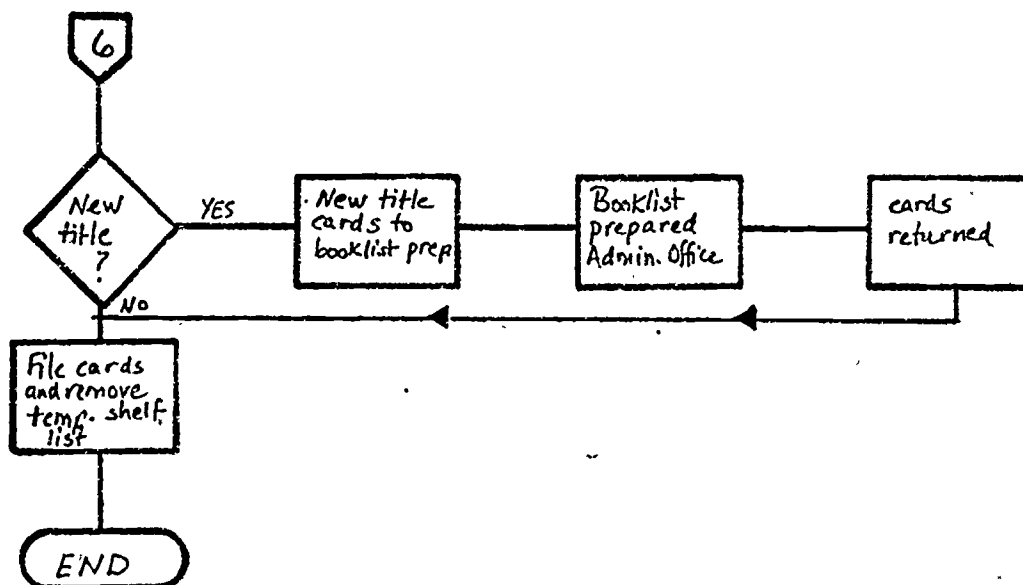 6
New
title
?
YES
New title
cards to
booklist prep
Booklist
prepared
Admin. Office
cards
returned
NO
File cards
and remove
temp. shelf
list
END